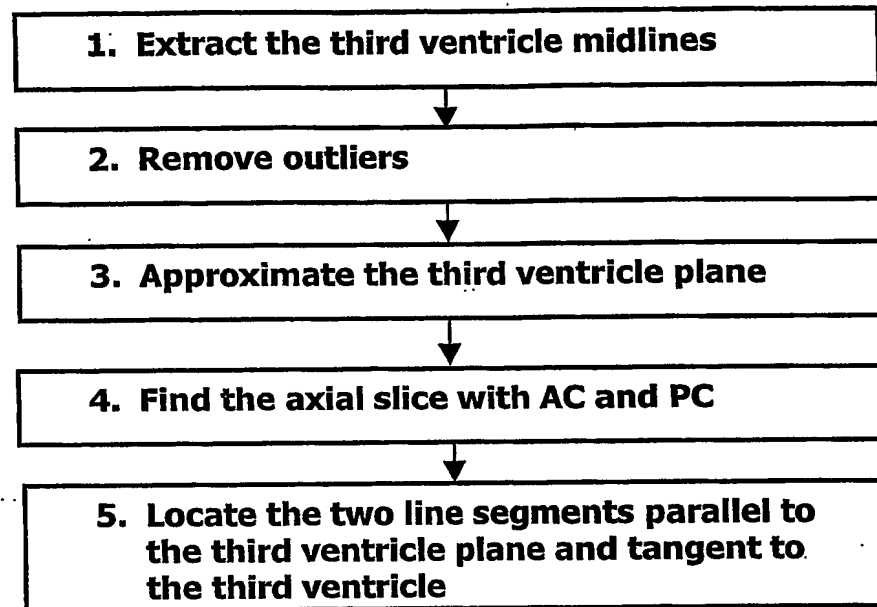 1. Extract the third ventricle midlines
2. Remove outliers
3. Approximate the third ventricle plane
4. Find the axial slice with AC and PC
5. Locate the two line segments parallel to
the third ventricle plane and tangent to
the third ventricle